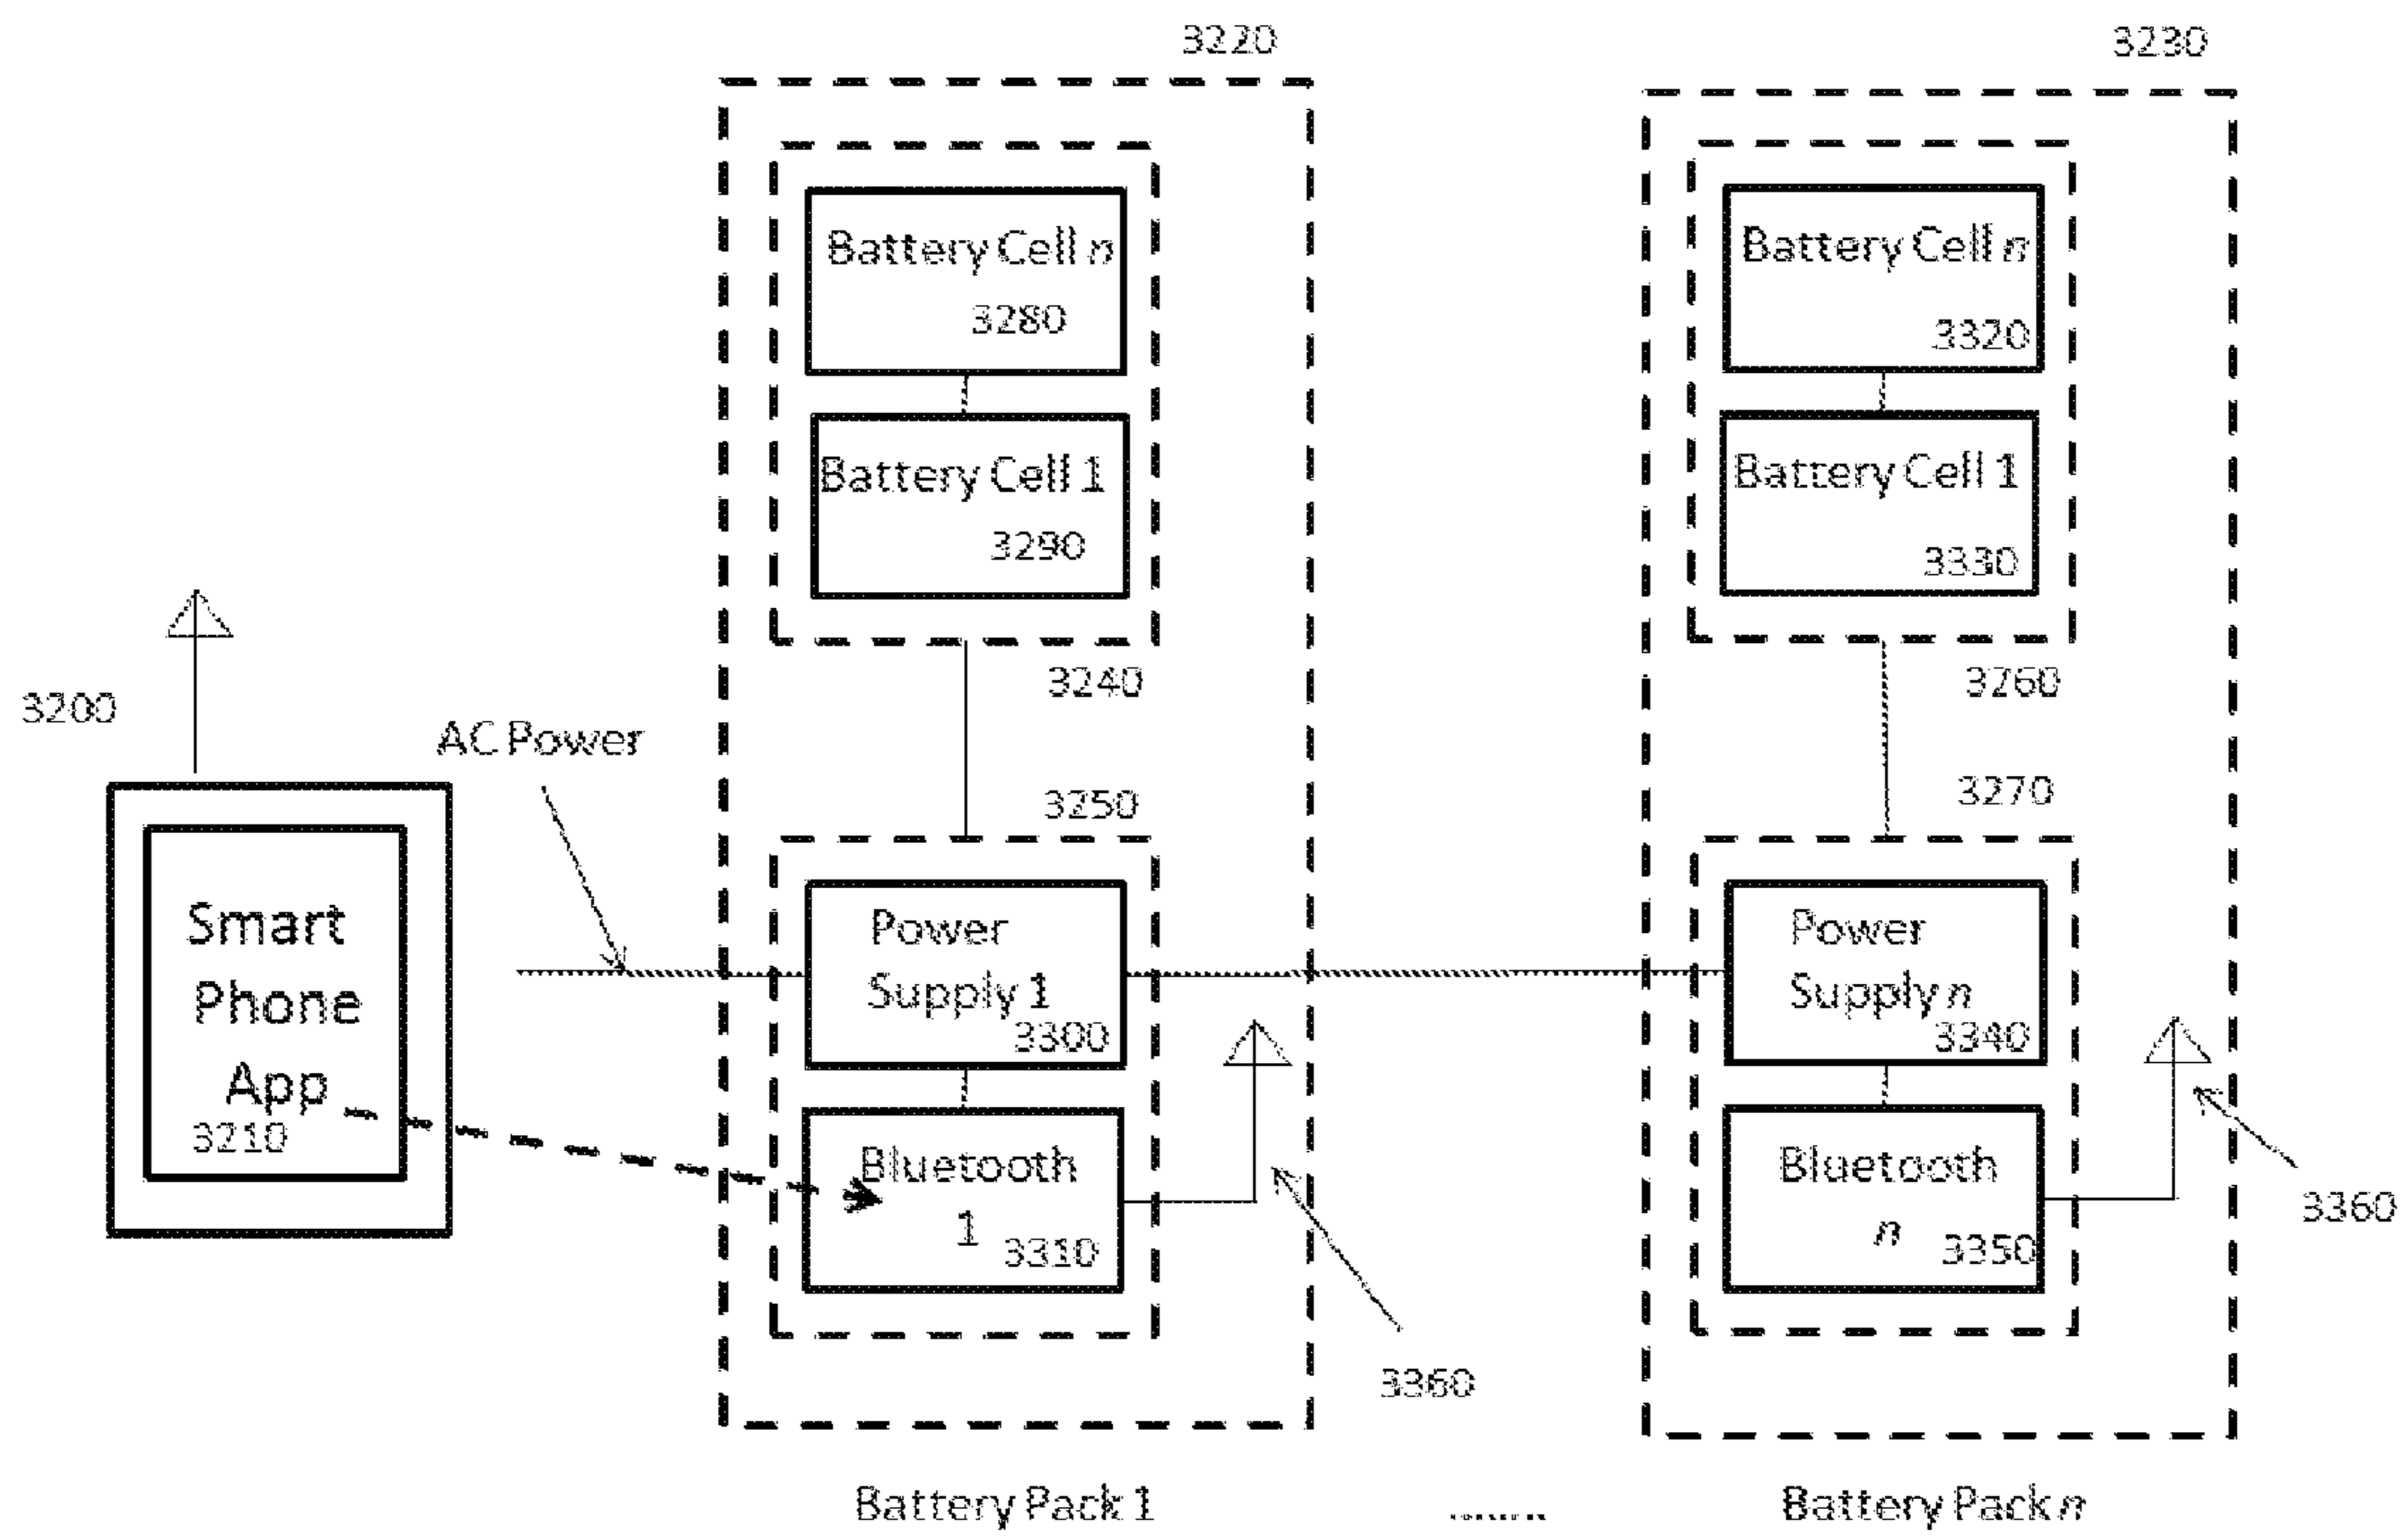 3220
3230
Battery Cell n
3280
Battery Cell n
3320
Battery Cell 1
3290
Battery Cell 1
3330
3200
3240
3260
AC Power
3250
3270
Smart
Phone
App
3210
Power
Supply 1
3300
Power
Supply n
3340
Bluetooth
1
3310
Bluetooth
n
3350
3360
3360
Battery Pack 1
........
Battery Pack n